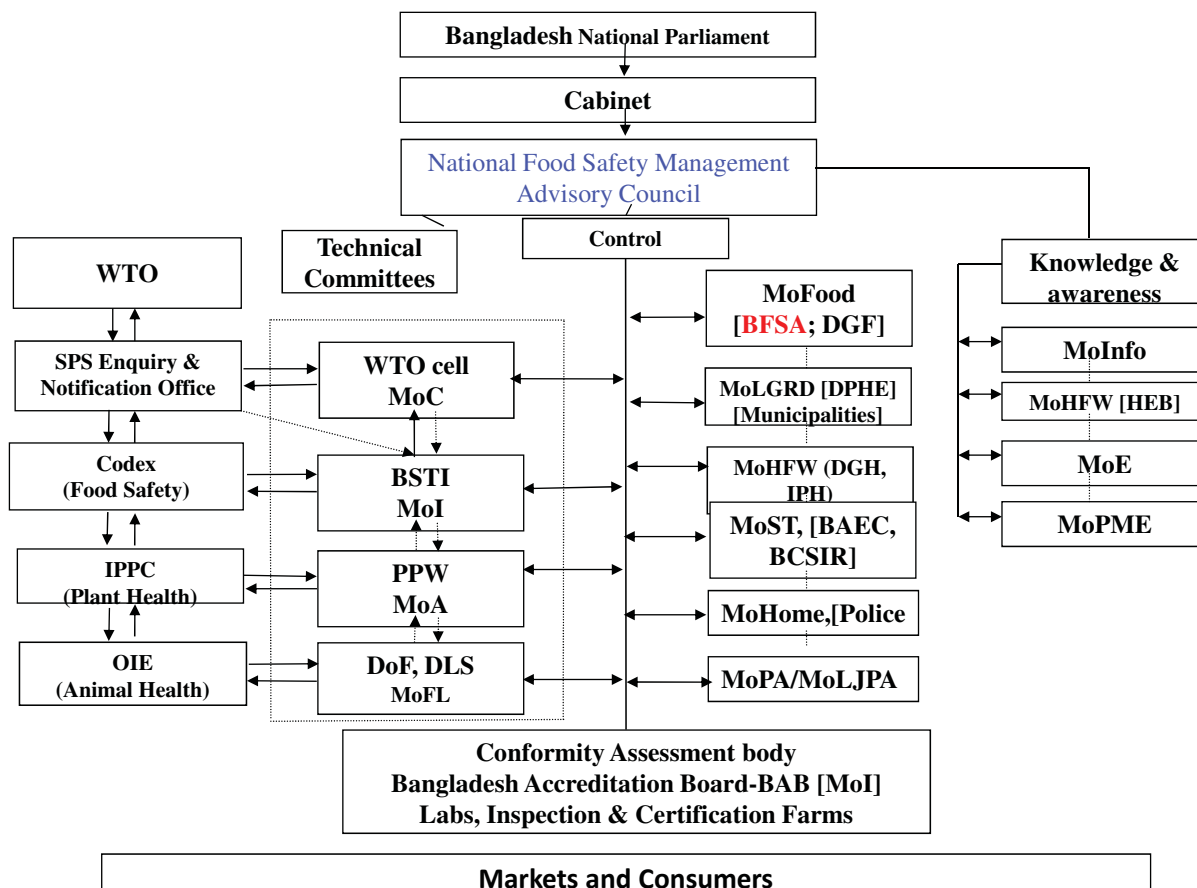 Bangladesh National Parliament
Cabinet
National Food Safety Management
Advisory Council
Technical
Committees
Control
WTO
SPS Enquiry &
Notification Office
Codex
(Food Safety)
IPPC
(Plant Health)
OIE
(Animal Health)
WTO cell
MoC
BSTI
MoI
PPW
MoA
DoF, DLS
MoFL
MoFood
[BFSA; DGF]
MoLGRD [DPHE]
[Municipalities]
MoHFW (DGH,
IPH)
MoST, [BAEC,
BCSIR]
MoHome,[Police
MoPA/MoLJPA
Knowledge &
awareness
MoInfo
MoHFW [HEB]
MoE
MoPME
Conformity Assessment body
Bangladesh Accreditation Board-BAB [MoI]
Labs, Inspection & Certification Farms
Markets and Consumers